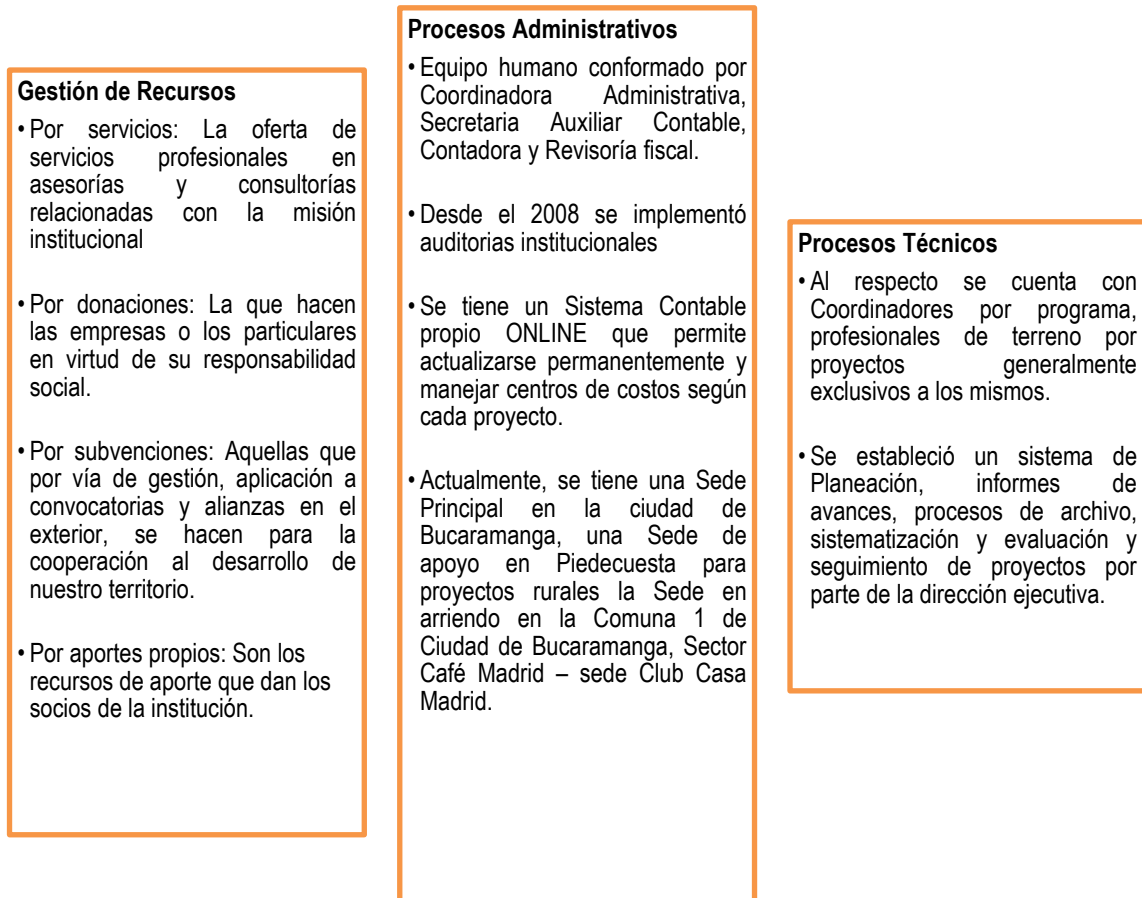 Gestión de Recursos
• Por servicios: La oferta de
servicios profesionales en
asesorías y consultorías
relacionadas con la misión
institucional
• Por donaciones: La que hacen
las empresas o los particulares
en virtud de su responsabilidad
social.
• Por subvenciones: Aquellas que
por vía de gestión, aplicación a
convocatorias y alianzas en el
exterior, se hacen para la
cooperación al desarrollo de
nuestro territorio.
• Por aportes propios: Son los
recursos de aporte que dan los
socios de la institución.
Procesos Administrativos
• Equipo humano conformado por
Coordinadora Administrativa,
Secretaria Auxiliar Contable,
Contadora y Revisoría fiscal.
• Desde el 2008 se implementó
auditorias institucionales
• Se tiene un Sistema Contable
propio ONLINE que permite
actualizarse permanentemente y
manejar centros de costos según
cada proyecto.
• Actualmente, se tiene una Sede
Principal en la ciudad de
Bucaramanga, una Sede de
apoyo en Piedecuesta para
proyectos rurales la Sede en
arriendo en la Comuna 1 de
Ciudad de Bucaramanga, Sector
Café Madrid – sede Club Casa
Madrid.
Procesos Técnicos
• Al respecto se cuenta con
Coordinadores por programa,
profesionales de terreno por
proyectos generalmente
exclusivos a los mismos.
• Se estableció un sistema de
Planeación, informes de
avances, procesos de archivo,
sistematización y evaluación y
seguimiento de proyectos por
parte de la dirección ejecutiva.